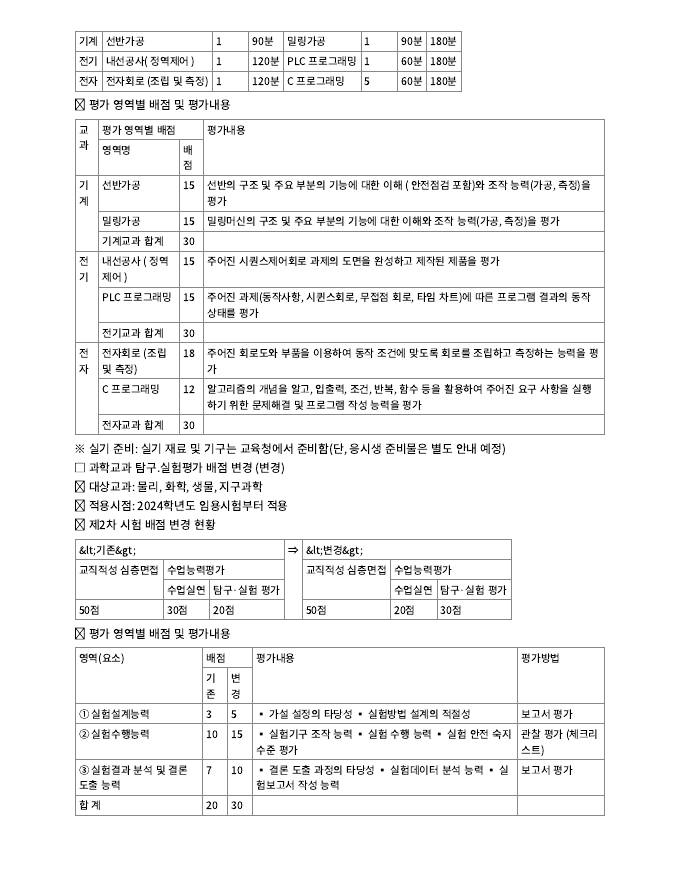 기계 선반가공 1 90분 밀링가공 1 90분 180분
전기 내선공사( 정역제어 ) 1 120분 PLC 프로그래밍 1 60분 180분
전자 전자회로 (조립 및 측정) 1 120분 C 프로그래밍 5 60분 180분
☒ 평가 영역별 배점 및 평가내용
교과 평가 영역별 배점 평가내용
영역명 배점
기계 선반가공 15 선반의 구조 및 주요 부분의 기능에 대한 이해 ( 안전점검 포함)와 조작 능력(가공, 측정)을
평가
밀링가공 15 밀링머신의 구조 및 주요 부분의 기능에 대한 이해와 조작 능력(가공, 측정)을 평가
기계교과 합계 30
전기 내선공사 ( 정역
제어 ) 15 주어진 시퀀스제어회로 과제의 도면을 완성하고 제작된 제품을 평가
PLC 프로그래밍 15 주어진 과제(동작사항, 시퀸스회로, 무접점 회로, 타임 차트)에 따른 프로그램 결과의 동작
상태를 평가
전기교과 합계 30
전자 전자회로 (조립
및 측정) 18 주어진 회로도와 부품을 이용하여 동작 조건에 맞도록 회로를 조립하고 측정하는 능력을 평
가
C 프로그래밍 12 알고리즘의 개념을 알고, 입출력, 조건, 반복, 함수 등을 활용하여 주어진 요구 사항을 실행
하기 위한 문제해결 및 프로그램 작성 능력을 평가
전자교과 합계 30
※ 실기 준비: 실기 재료 및 기구는 교육청에서 준비함(단, 응시생 준비물은 별도 안내 예정)
□ 과학교과 탐구·실험평가 배점 변경 (변경)
☒ 대상교과: 물리, 화학, 생물, 지구과학
☒ 적용시점: 2024학년도 임용시험부터 적용
☒ 제2차 시험 배점 변경 현황
&lt;기존&gt; ⇒ &lt;변경&gt;
교직적성 심층면접 수업능력평가 교직적성 심층면접 수업능력평가
수업실연 탐구·실험 평가 수업실연 탐구·실험 평가
50점 30점 20점 50점 20점 30점
☒ 평가 영역별 배점 및 평가내용
영역(요소) 배점 평가내용 평가방법
기존 변경
① 실험설계능력 3 5 ▪ 가설 설정의 타당성 ▪ 실험방법 설계의 적절성 보고서 평가
② 실험수행능력 10 15 ▪ 실험기구 조작 능력 ▪ 실험 수행 능력 ▪ 실험 안전 숙지
수준 평가 관찰 평가 (체크리
스트)
③ 실험결과 분석 및 결론
도출 능력 7 10 ▪ 결론 도출 과정의 타당성 ▪ 실험데이터 분석 능력 ▪ 실
험보고서 작성 능력 보고서 평가
합 계 20 30